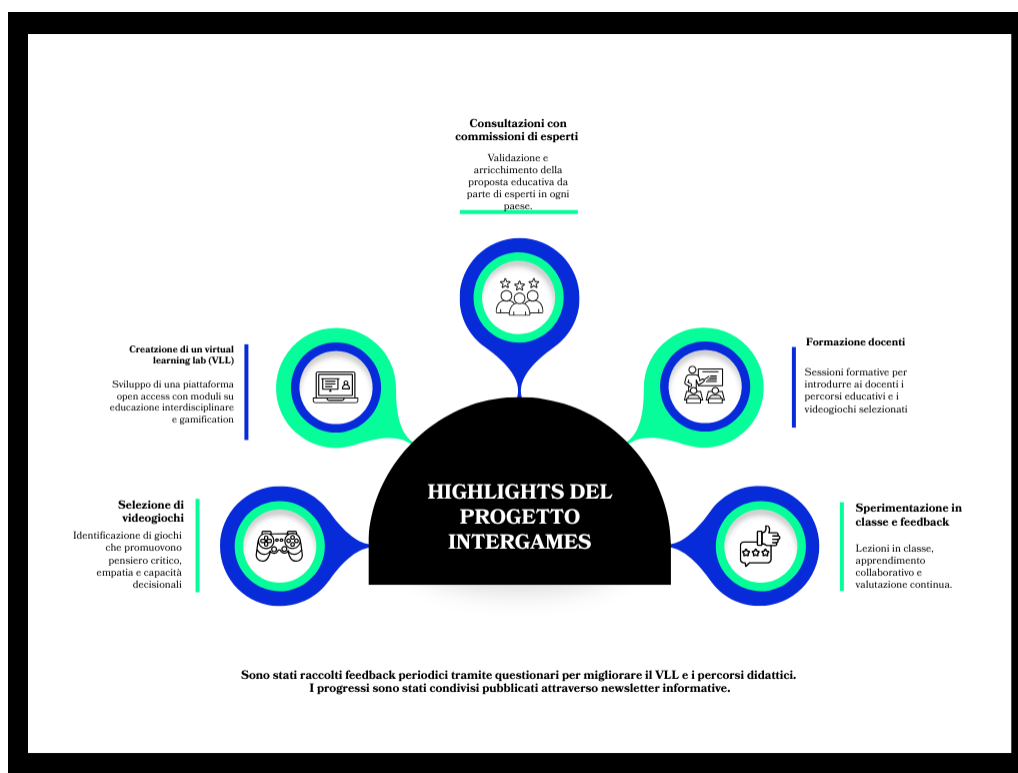 Consultazioni con
commissioni di esperti
Validazione e
arricchimento della
proposta educativa da
parte di esperti in ogni
paese.
Creatzione di un virtual
learning lab (VLL)
Sviluppo di una piattaforma
open access con moduli su
educazione interdisciplinare
e gamification
Formazione docenti
Sessioni formative per
introdurre ai docenti i
percorsi educativi e i
videogiochi selezionati
Selezione di
videogiochi
Identificazione di giochi
che promuovono
pensiero critico,
empatia e capacità
decisionali
HIGHLIGHTS DEL
PROGETTO
INTERGAMES
Sperimentazione in
classe e feedback
Lezioni in classe,
apprendimento
collaborativo e
valutazione continua.
Sono stati raccolti feedback periodici tramite questionari per migliorare il VLL e i percorsi didattici.
I progressi sono stati condivisi pubblicati attraverso newsletter informative.